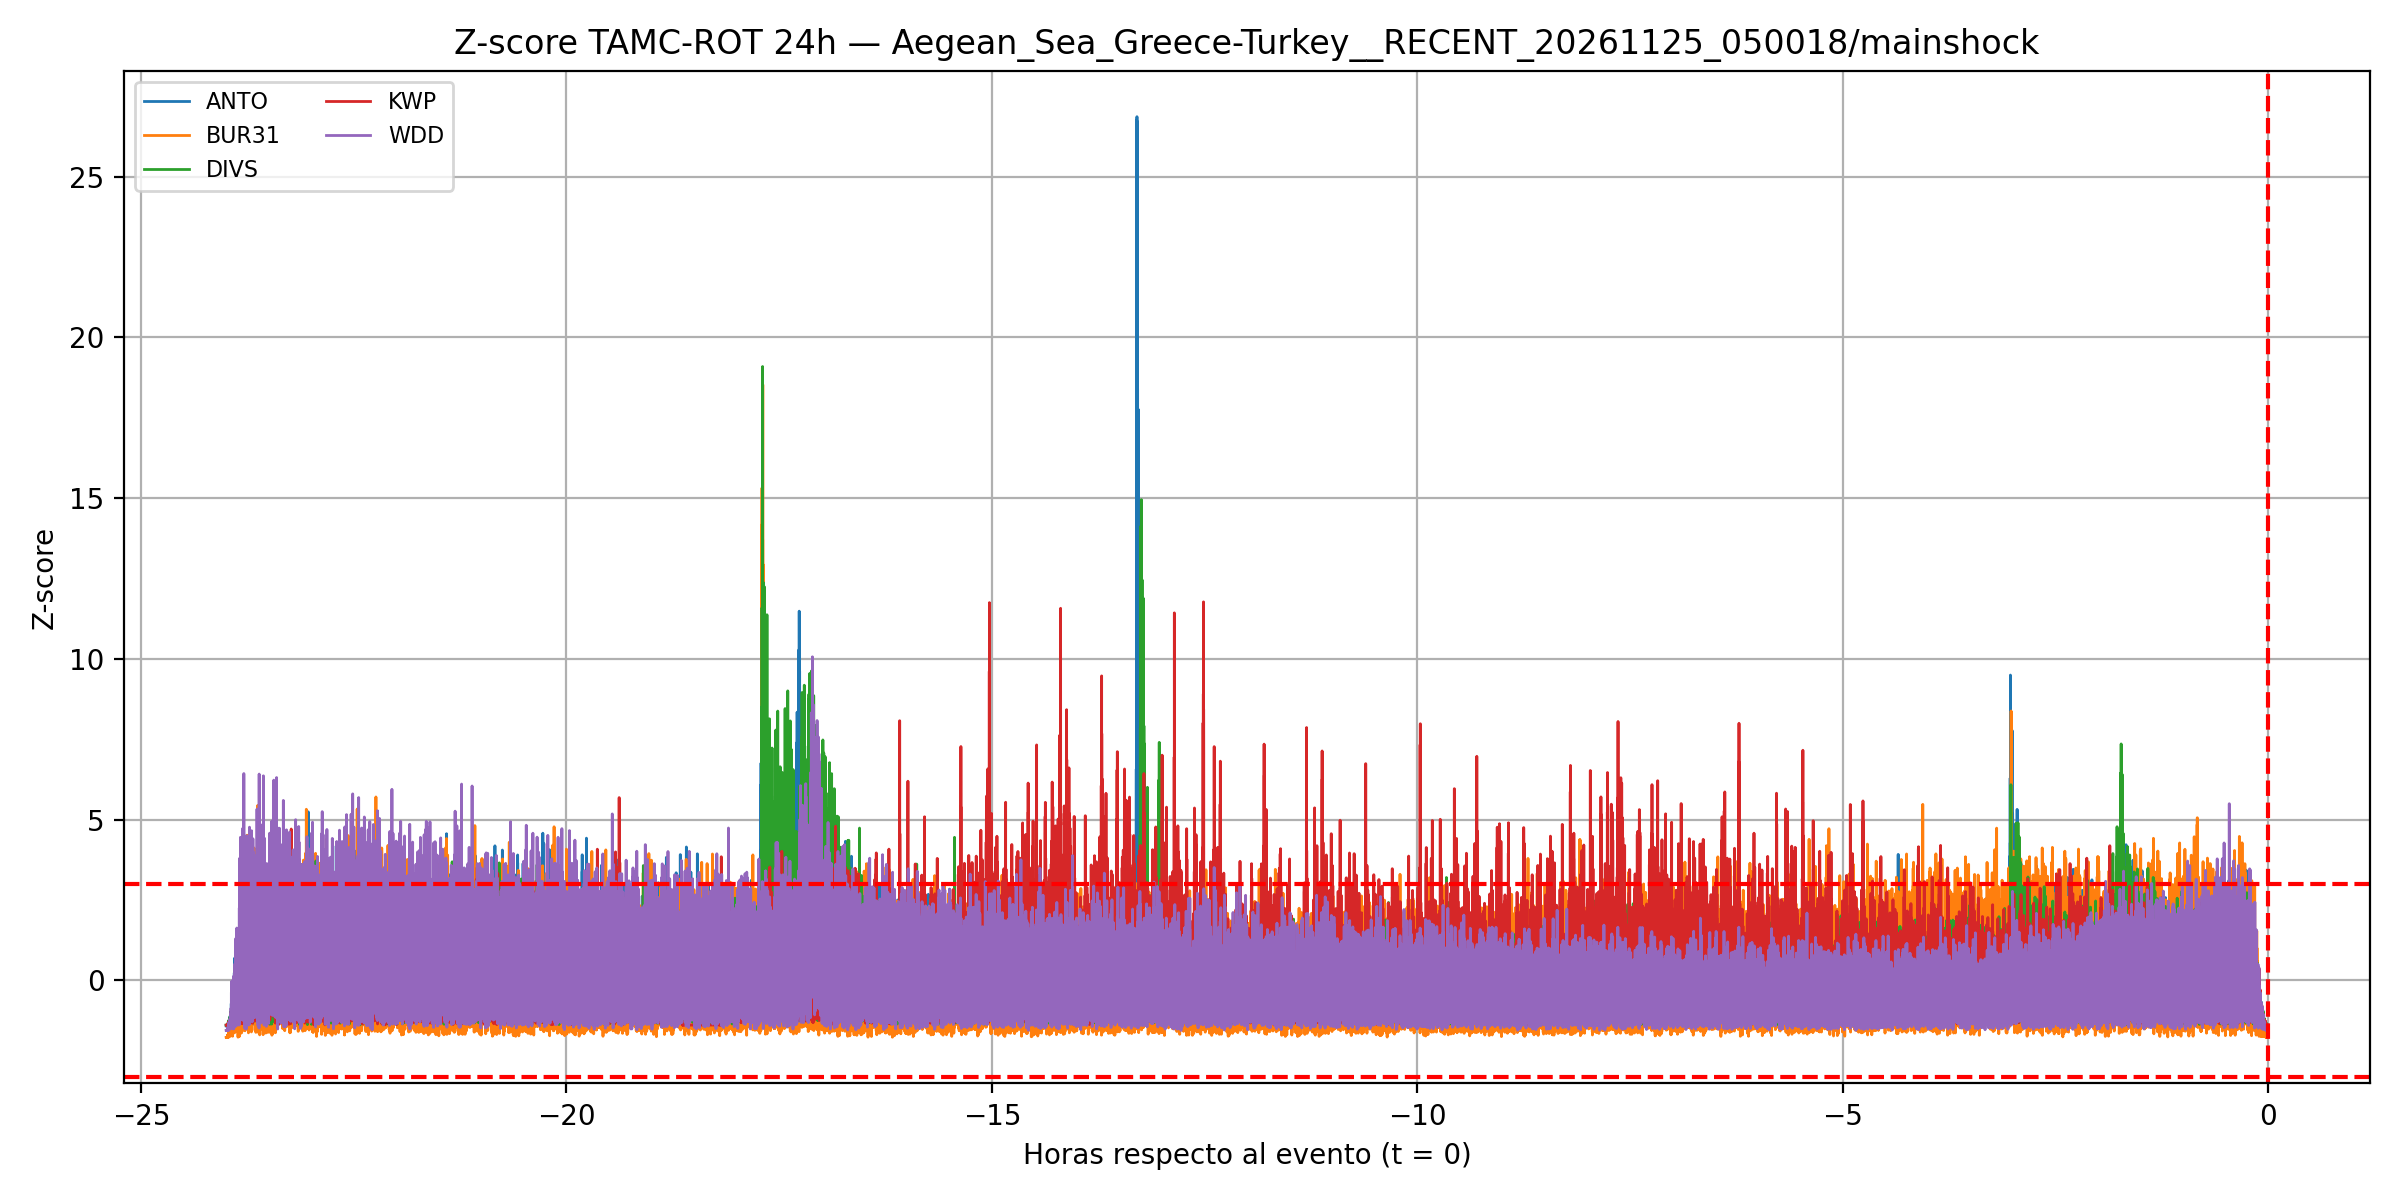 Z-score TAMC-ROT 24h — Aegean_Sea_Greece-Turkey__RECENT_20261125_050018/mainshock
ANTO
BUR31
DIVS
KWP
WDD
Z-score
25
20
15
10
5
0
−25
−20
−15
−10
−5
0
Horas respecto al evento (t = 0)